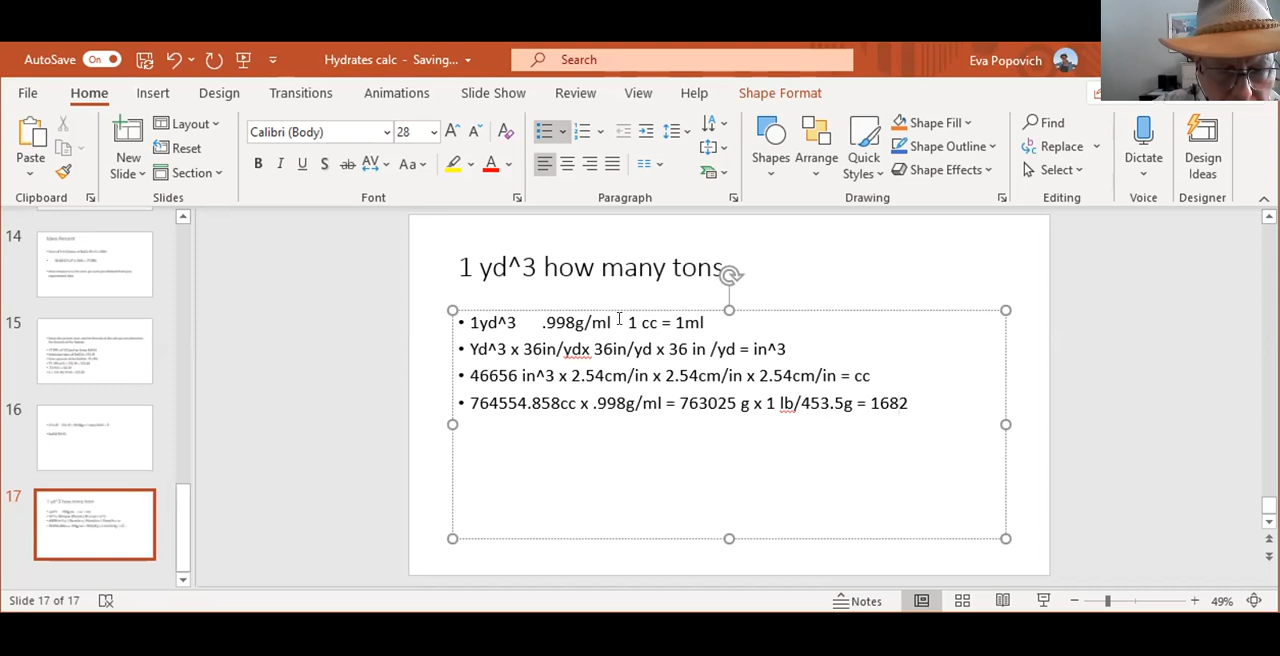 AutoSave On Hydrates calc - Saving... Search Eva Popovich
File Home Insert Design Transitions Animations Slide Show Review View Help Shape Format
Paste
Clipboard
New Slide
Layout
Reset
Section
Slides
Calibri (Body) 28 A A A
B I U S ab AV Aa A
Font
Paragraph
Shapes Arrange Quick Styles
Shape Fill
Shape Outline
Shape Effects
Drawing
Find
Replace
Select
Editing
Dictate
Voice
Design Ideas
Designer
14
15
16
17
1 yd^3 how many tons
• 1yd^3 .998g/ml 1 cc = 1ml
• Yd^3 x 36in/ydx 36in/yd x 36 in /yd = in^3
• 46656 in^3 x 2.54cm/in x 2.54cm/in x 2.54cm/in = cc
• 764554.858cc x .998g/ml = 763025 g x 1 lb/453.5g = 1682
Slide 17 of 17 Notes 49%